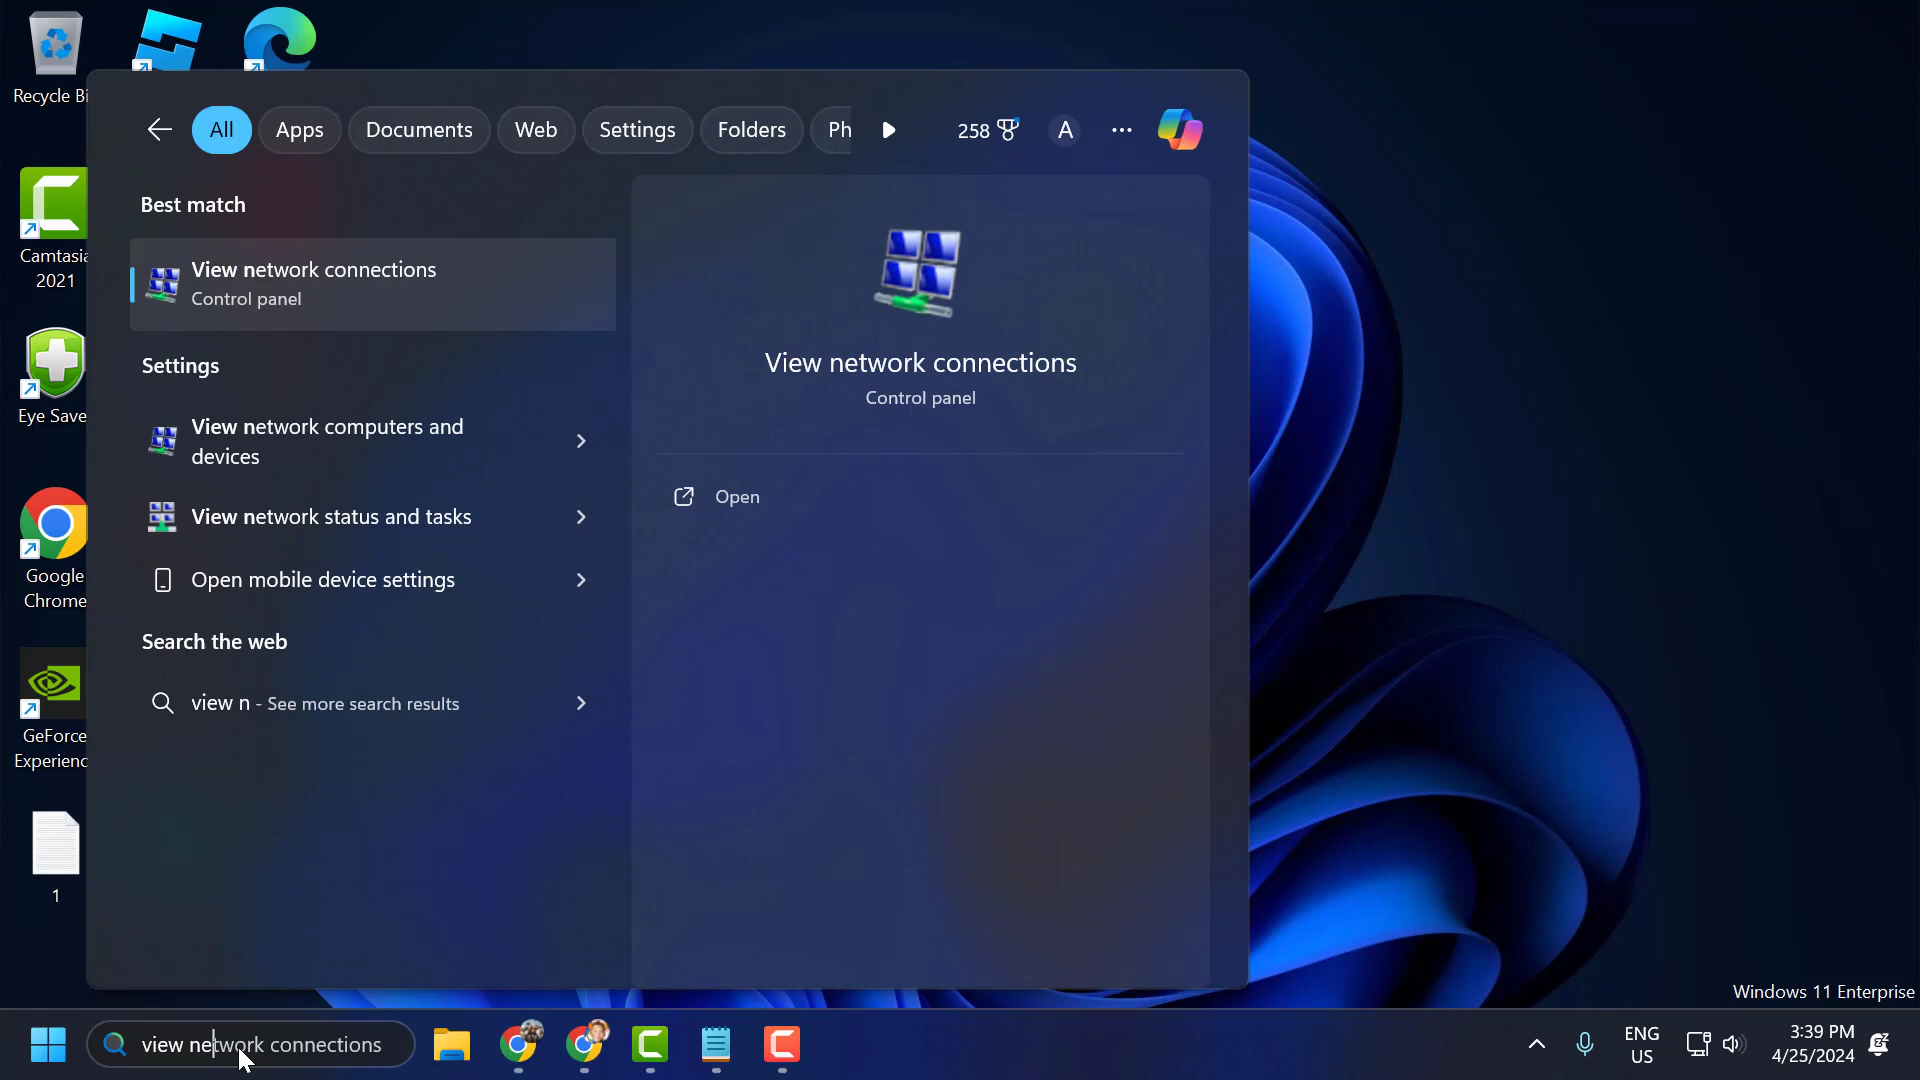 Recycle Bi
All
Apps
Documents
Web
Settings
Folders
Ph
258
A
Best match
View network connections
Control panel
Settings
View network computers and
devices
View network status and tasks
Open mobile device settings
Search the web
view n - See more search results
View network connections
Control panel
Open
Camtasia
2021
Eye Save
Google
Chrome
GeForce
Experienc
1
Windows 11 Enterprise
view network connections
ENG
US
3:39 PM
4/25/2024